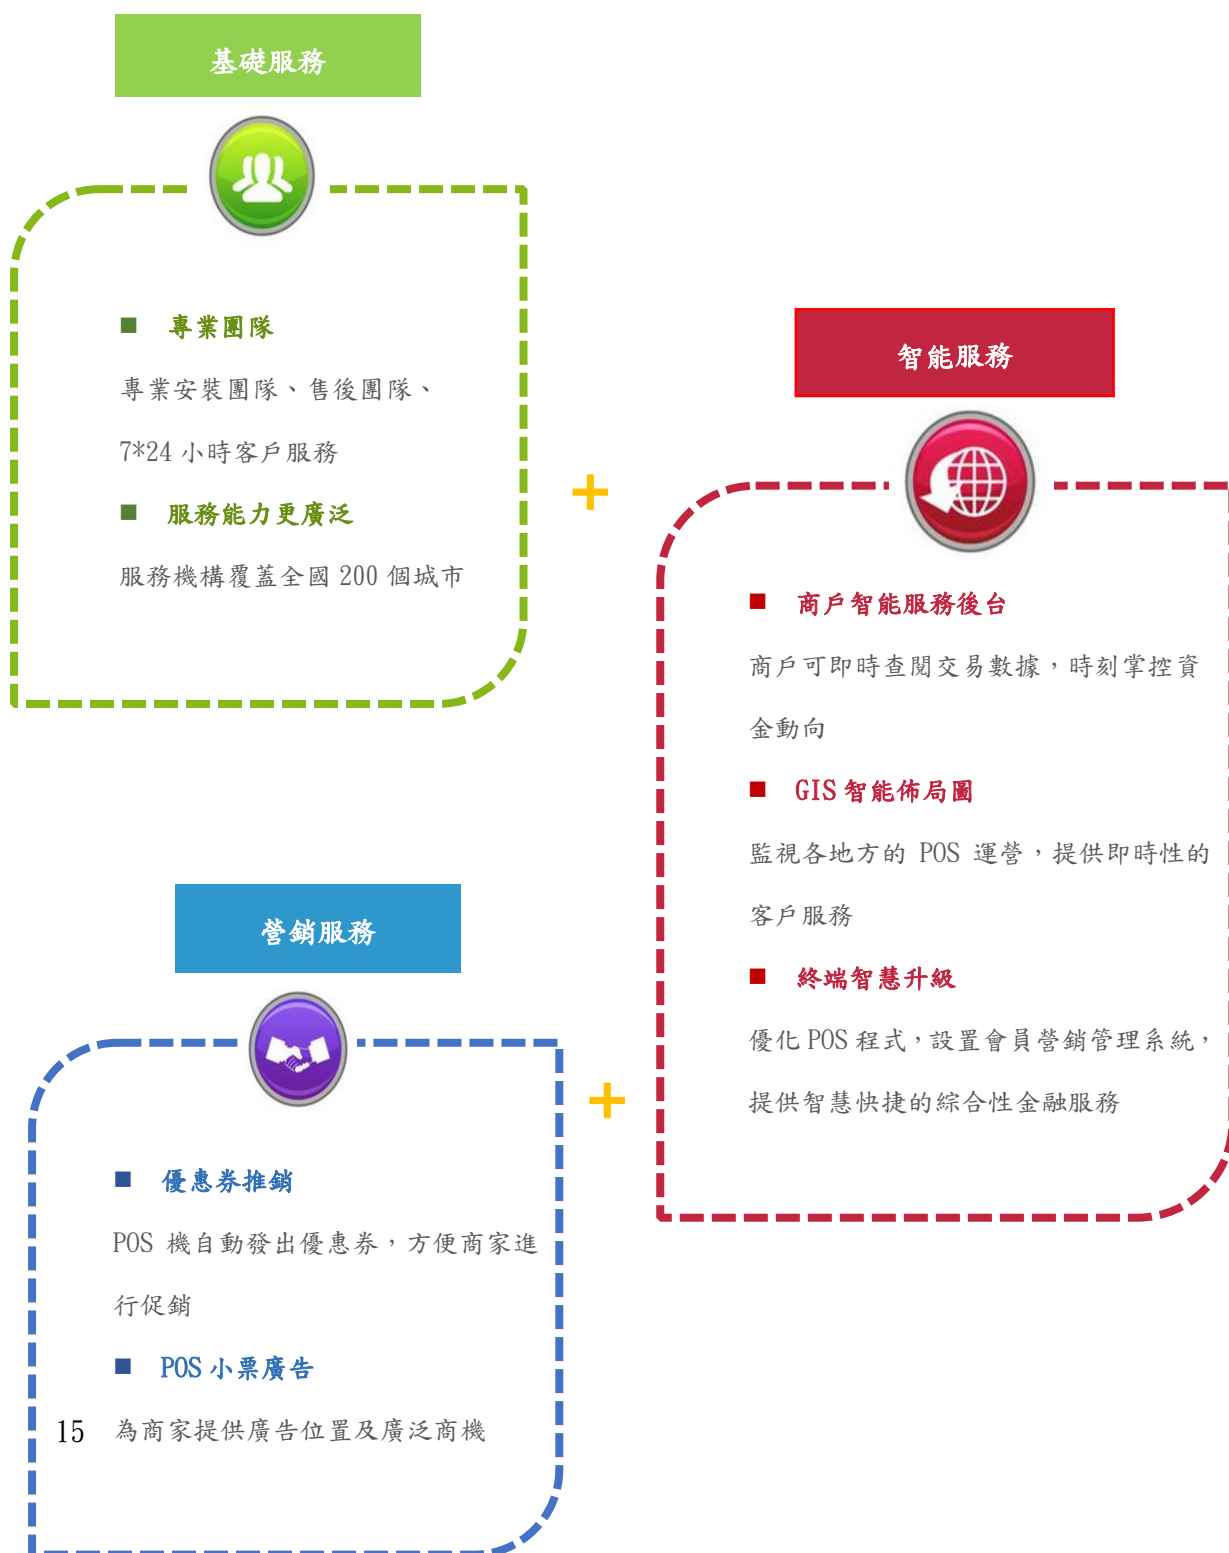 基礎服務
■ 專業團隊
專業安裝團隊、售後團隊、
7*24 小時客戶服務
■ 服務能力更廣泛
服務機構覆蓋全國 200 個城市
+
智能服務
■ 商戶智能服務後台
商戶可即時查閱交易數據，時刻掌控資
金動向
■ GIS 智能佈局圖
監視各地方的 POS 運營，提供即時性的
客戶服務
■ 終端智慧升級
優化 POS 程式，設置會員營銷管理系統，
提供智慧快捷的綜合性金融服務
營銷服務
+
■ 優惠券推銷
POS 機自動發出優惠券，方便商家進
行促銷
■ POS 小票廣告
為商家提供廣告位置及廣泛商機
15